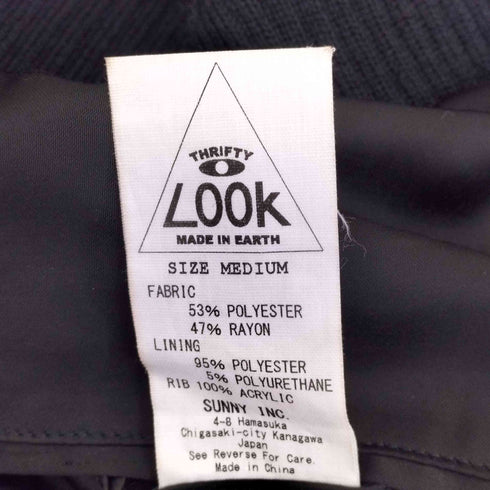 THRIFTY
LOOK
MADE IN EARTH
SIZE MEDIUM
FABRIC
53% POLYESTER
47% RAYON
LINING
95% POLYESTER
5% POLYURETHANE
RIB 100% ACRYLIC
SUNNY INC.
4-8 Hamasuka
Chigasaki-city Kanagawa
Japan
See Reverse For Care.
Made in China